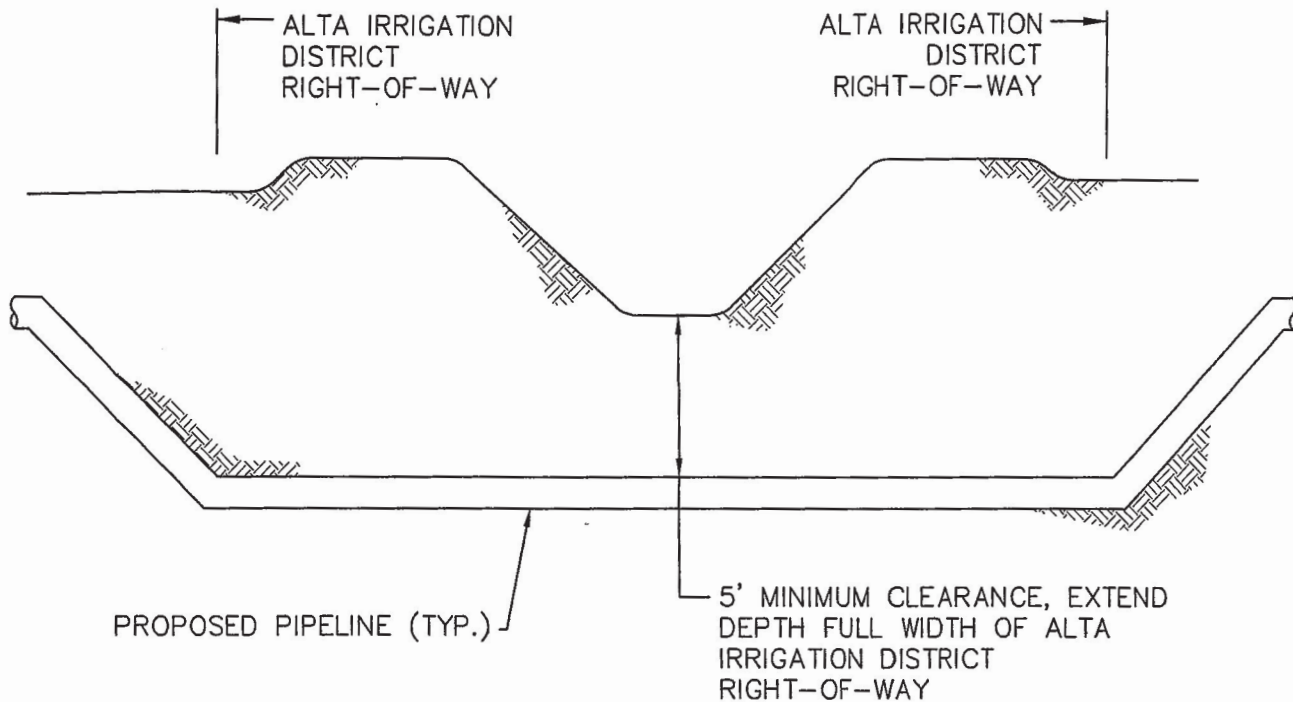 ALTA IRRIGATION
DISTRICT
RIGHT-OF-WAY
ALTA IRRIGATION
DISTRICT
RIGHT-OF-WAY
PROPOSED PIPELINE (TYP.)
5' MINIMUM CLEARANCE, EXTEND
DEPTH FULL WIDTH OF ALTA
IRRIGATION DISTRICT
RIGHT-OF-WAY